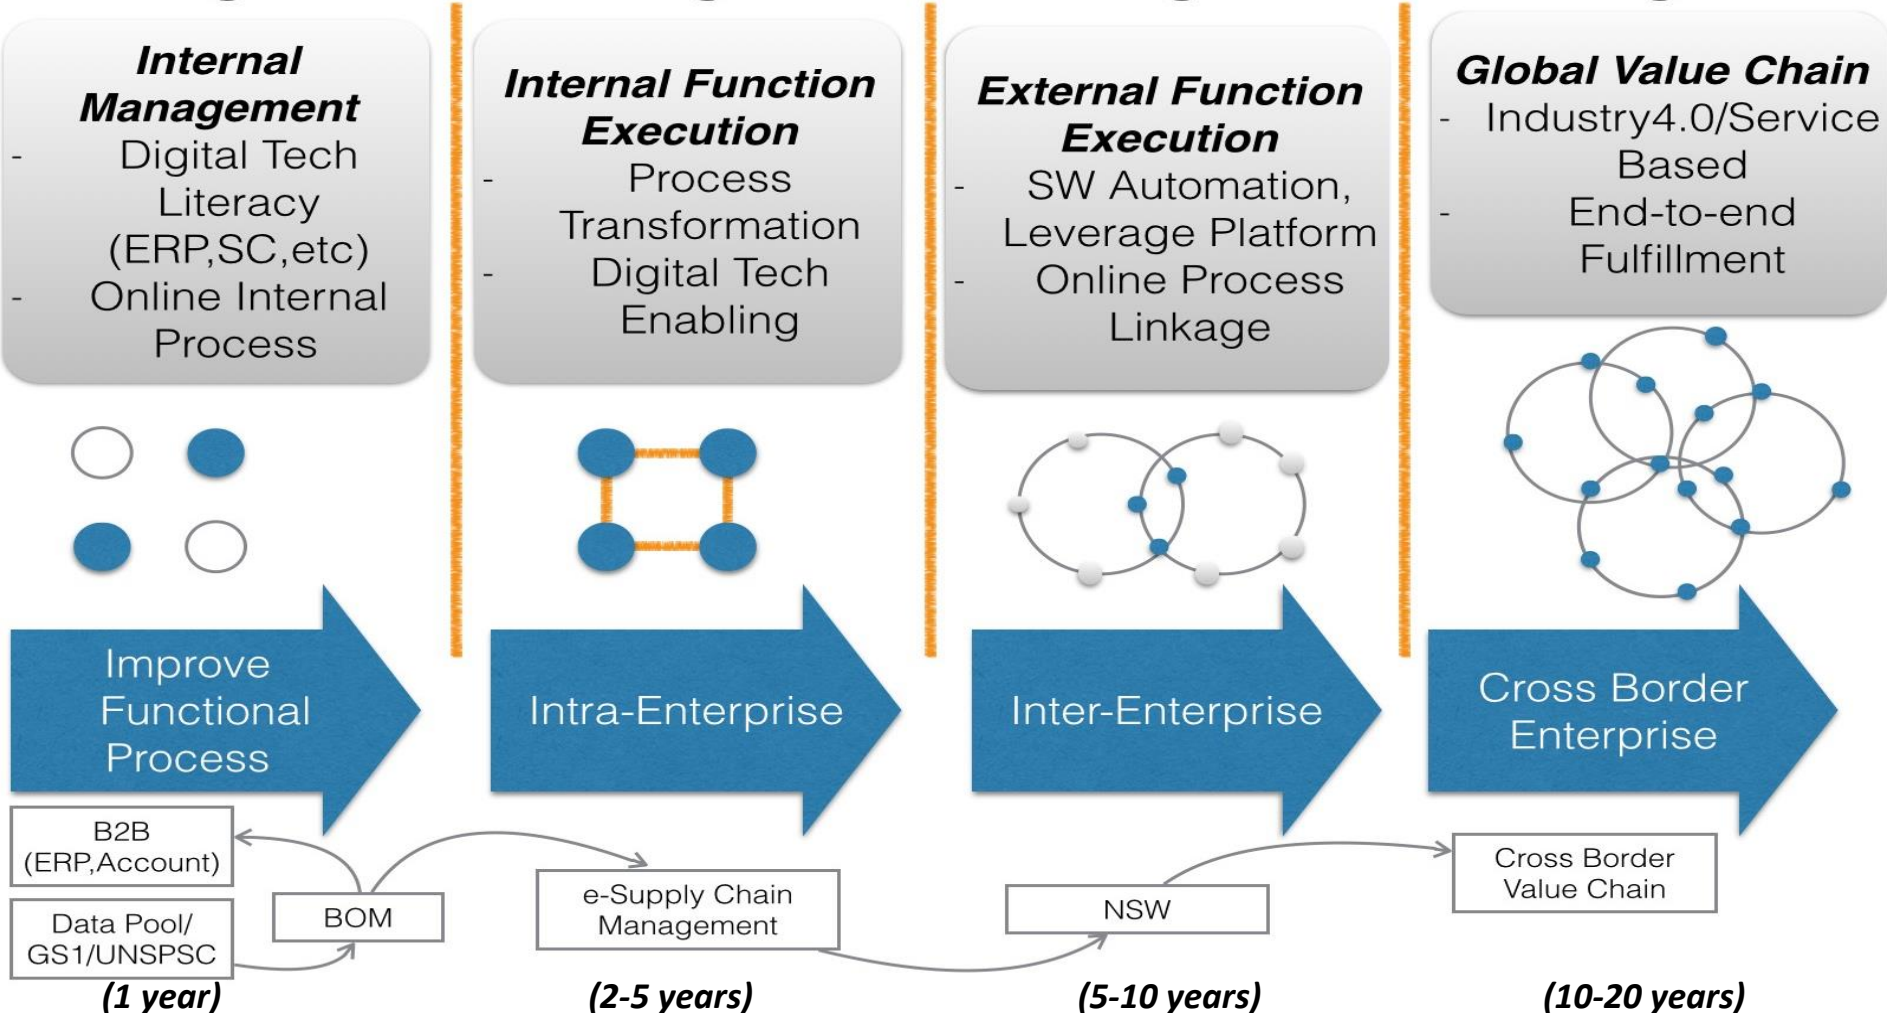 Internal
Management
- Digital Tech
Literacy
(ERP,SC,etc)
- Online Internal
Process
Internal Function
Execution
- Process
Transformation
- Digital Tech
Enabling
External Function
Execution
- SW Automation,
Leverage Platform
- Online Process
Linkage
Global Value Chain
- Industry4.0/Service
Based
- End-to-end
Fulfillment
Improve
Functional
Process
Intra-Enterprise
Inter-Enterprise
Cross Border
Enterprise
B2B
(ERP,Account)
Data Pool/
GS1/UNSPSC
BOM
e-Supply Chain
Management
NSW
Cross Border
Value Chain
(1 year)
(2-5 years)
(5-10 years)
(10-20 years)